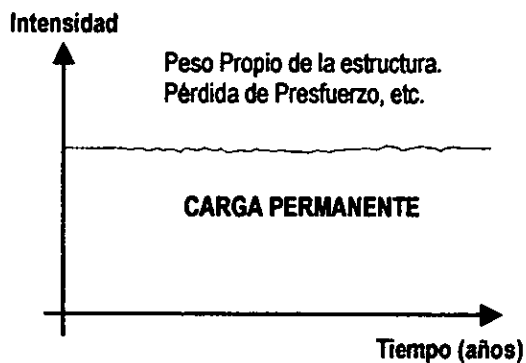 Intensidad
Peso Propio de la estructura.
Pérdida de Presfuerzo, etc.
CARGA PERMANENTE
Tiempo (años)